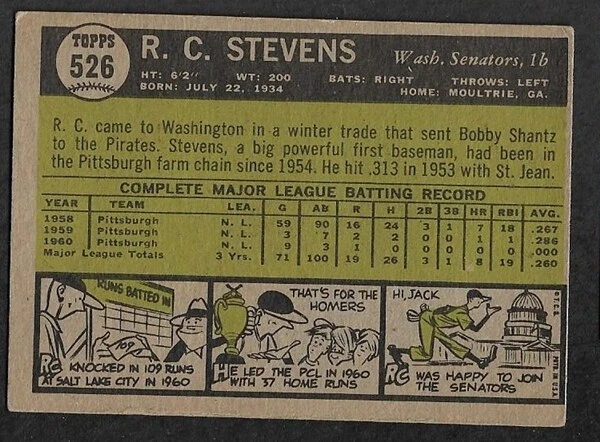 TOPPS
526
R. C. STEVENS
Wash. Senators, 1b
HT: 6'2" WT: 200 BATS: RIGHT THROWS: LEFT
BORN: JULY 22, 1934 HOME: MOULTRIE, GA.
R. C. came to Washington in a winter trade that sent Bobby Shantz
to the Pirates. Stevens, a big powerful first baseman, had been in
the Pittsburgh farm chain since 1954. He hit .313 in 1953 with St. Jean.
COMPLETE MAJOR LEAGUE BATTING RECORD
YEAR TEAM LEA. G AB R H 2B 3B HR RBI AVG.
1958 Pittsburgh N. L. 59 90 16 24 3 1 7 18 .267
1959 Pittsburgh N. L. 3 7 2 2 0 0 1 1 .286
1960 Pittsburgh N. L. 9 3 1 0 0 0 0 0 .000
Major League Totals 3 Yrs. 71 100 19 26 3 1 8 19 .260
RUNS BATTED IN
109
RC KNOCKED IN 109 RUNS
AT SALT LAKE CITY IN 1960
THAT'S FOR THE
HOMERS
HE LED THE PCL IN 1960
WITH 37 HOME RUNS
HI, JACK
RC WAS HAPPY TO JOIN
THE SENATORS
© T.C.G. PRTD. IN U.S.A.